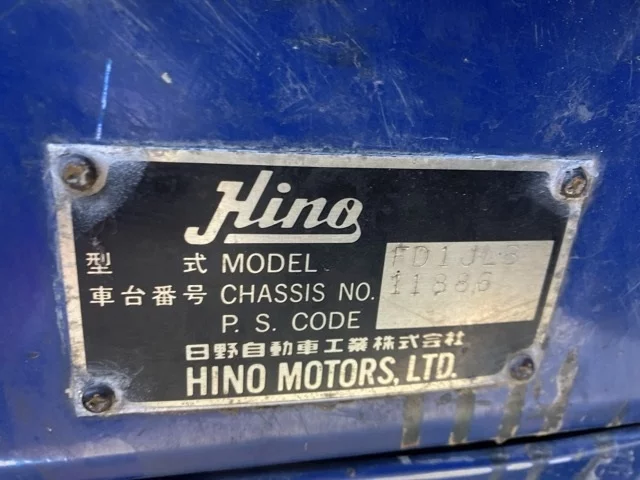 Hino
型 式 MODEL
車台番号 CHASSIS NO.
P. S. CODE
日野自動車工業株式会社
HINO MOTORS, LTD.